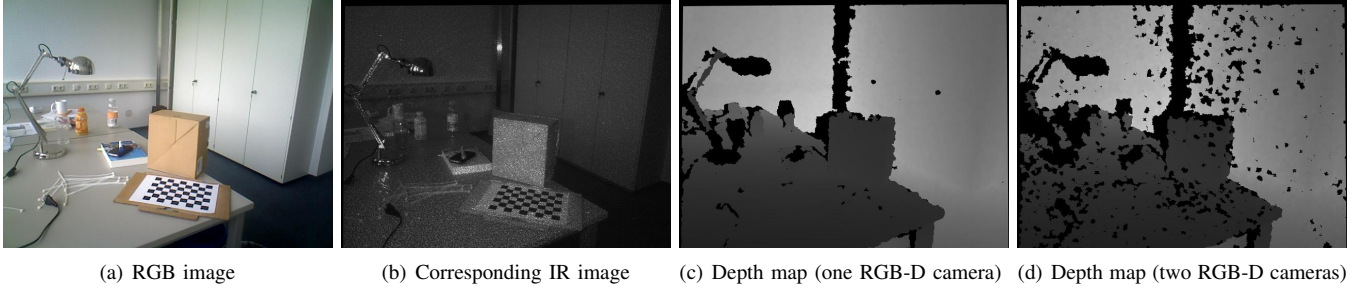 (a) RGB image
(b) Corresponding IR image
(c) Depth map (one RGB-D camera)
(d) Depth map (two RGB-D cameras)